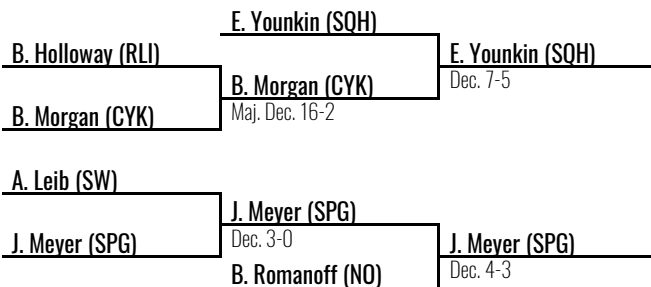 E. Younkin (SQH)
B. Holloway (RLI)
E. Younkin (SQH)
Dec. 7-5
B. Morgan (CYK)
Maj. Dec. 16-2
B. Morgan (CYK)
A. Leib (SW)
J. Meyer (SPG)
Dec. 3-0
J. Meyer (SPG)
J. Meyer (SPG)
Dec. 4-3
B. Romanoff (NO)